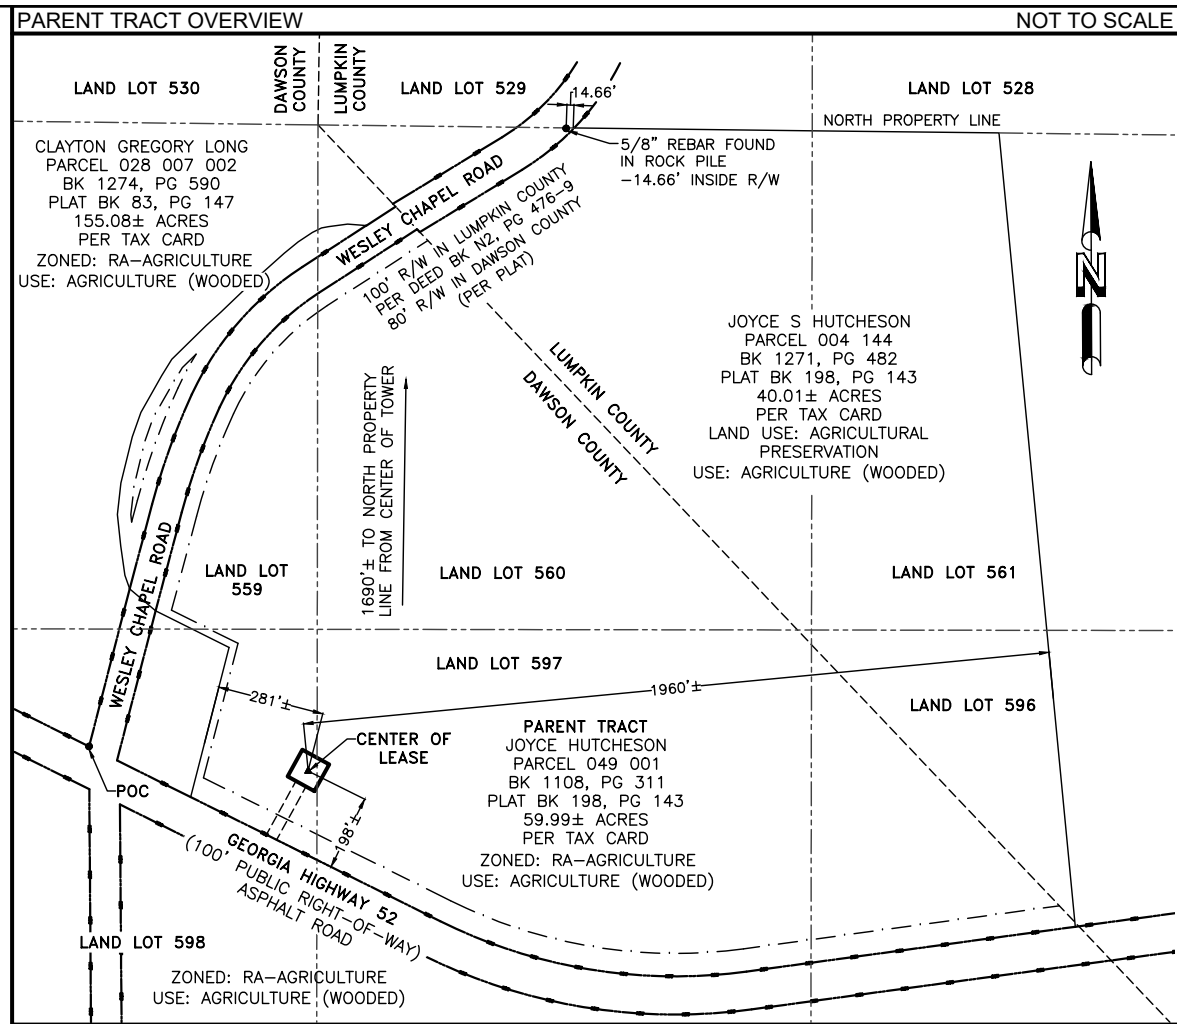 PARENT TRACT OVERVIEW
NOT TO SCALE
LAND LOT 530
DAWSON
COUNTY
LUMPKIN
COUNTY
LAND LOT 529
14.66'
LAND LOT 528
NORTH PROPERTY LINE
CLAYTON GREGORY LONG
PARCEL 028 007 002
BK 1274, PG 590
PLAT BK 83, PG 147
155.08± ACRES
PER TAX CARD
ZONED: RA-AGRICULTURE
USE: AGRICULTURE (WOODED)
5/8" REBAR FOUND
IN ROCK PILE
-14.66' INSIDE R/W
WESLEY CHAPEL ROAD
100' R/W IN LUMPKIN COUNTY
PER DEED BK N2, PG 476-9
80' R/W IN DAWSON COUNTY
(PER PLAT)
N
JOYCE S HUTCHESON
PARCEL 004 144
BK 1271, PG 482
PLAT BK 198, PG 143
40.01± ACRES
PER TAX CARD
LAND USE: AGRICULTURAL
PRESERVATION
USE: AGRICULTURE (WOODED)
LUMPKIN COUNTY
DAWSON COUNTY
1690'± TO NORTH PROPERTY
LINE FROM CENTER OF TOWER
WESLEY CHAPEL ROAD
LAND LOT
559
LAND LOT 560
LAND LOT 561
LAND LOT 597
1960'±
281'±
LAND LOT 596
CENTER OF
LEASE
PARENT TRACT
JOYCE HUTCHESON
PARCEL 049 001
BK 1108, PG 311
PLAT BK 198, PG 143
59.99± ACRES
PER TAX CARD
ZONED: RA-AGRICULTURE
USE: AGRICULTURE (WOODED)
POC
198'±
GEORGIA HIGHWAY 52
(100' PUBLIC RIGHT-OF-WAY)
ASPHALT ROAD
LAND LOT 598
ZONED: RA-AGRICULTURE
USE: AGRICULTURE (WOODED)